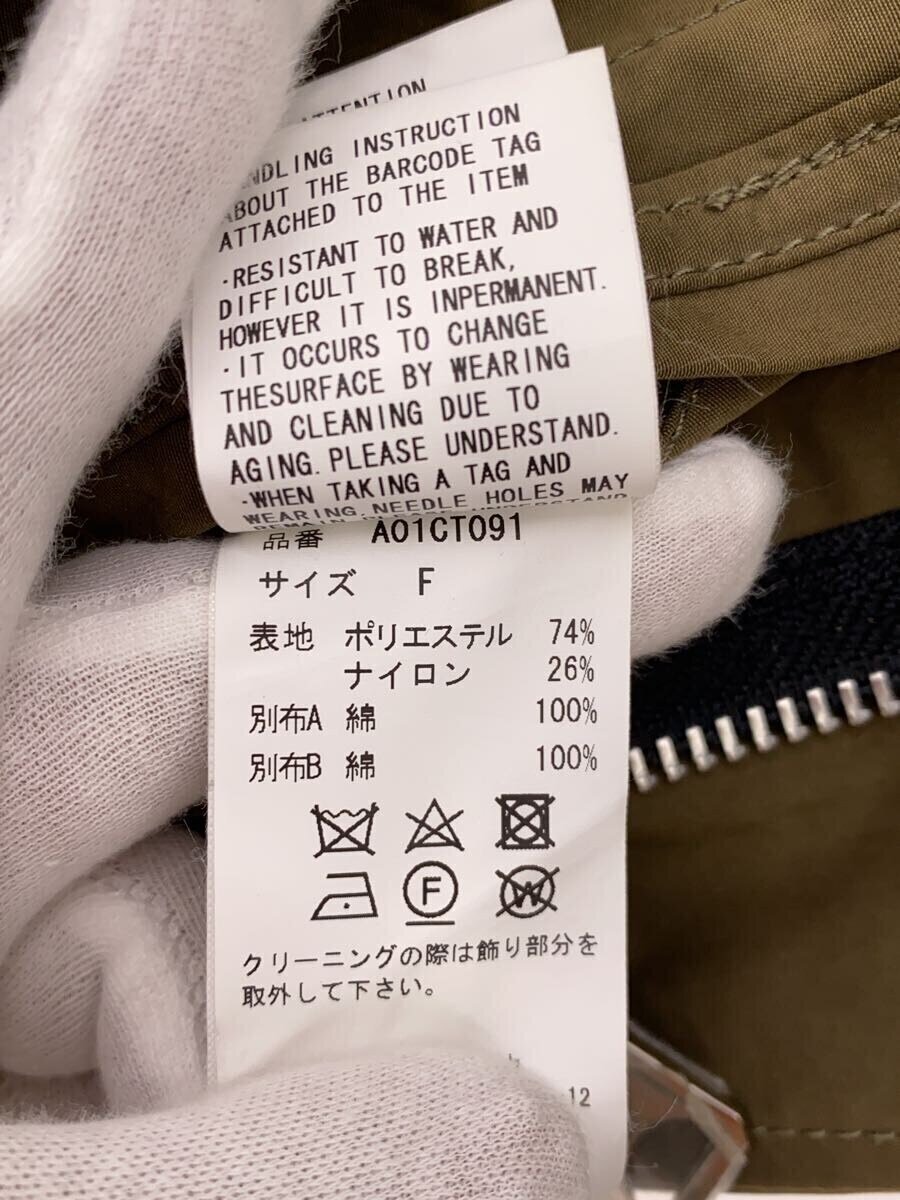 ATTENTION
HANDLING INSTRUCTION
ABOUT THE BARCODE TAG
ATTACHED TO THE ITEM
·RESISTANT TO WATER AND
DIFFICULT TO BREAK,
HOWEVER IT IS INPERMANENT.
·IT OCCURS TO CHANGE
THESURFACE BY WEARING
AND CLEANING DUE TO
AGING.PLEASE UNDERSTAND.
·WHEN TAKING A TAG AND
WEARING,NEEDLE HOLES MAY
REMAIN.PLEASE UNDERSTAND
品番 A01CT091
サイズ F
表地 ポリエステル 74%
ナイロン 26%
別布A 綿 100%
別布B 綿 100%
F W
クリーニングの際は飾り部分を
取外して下さい。
12